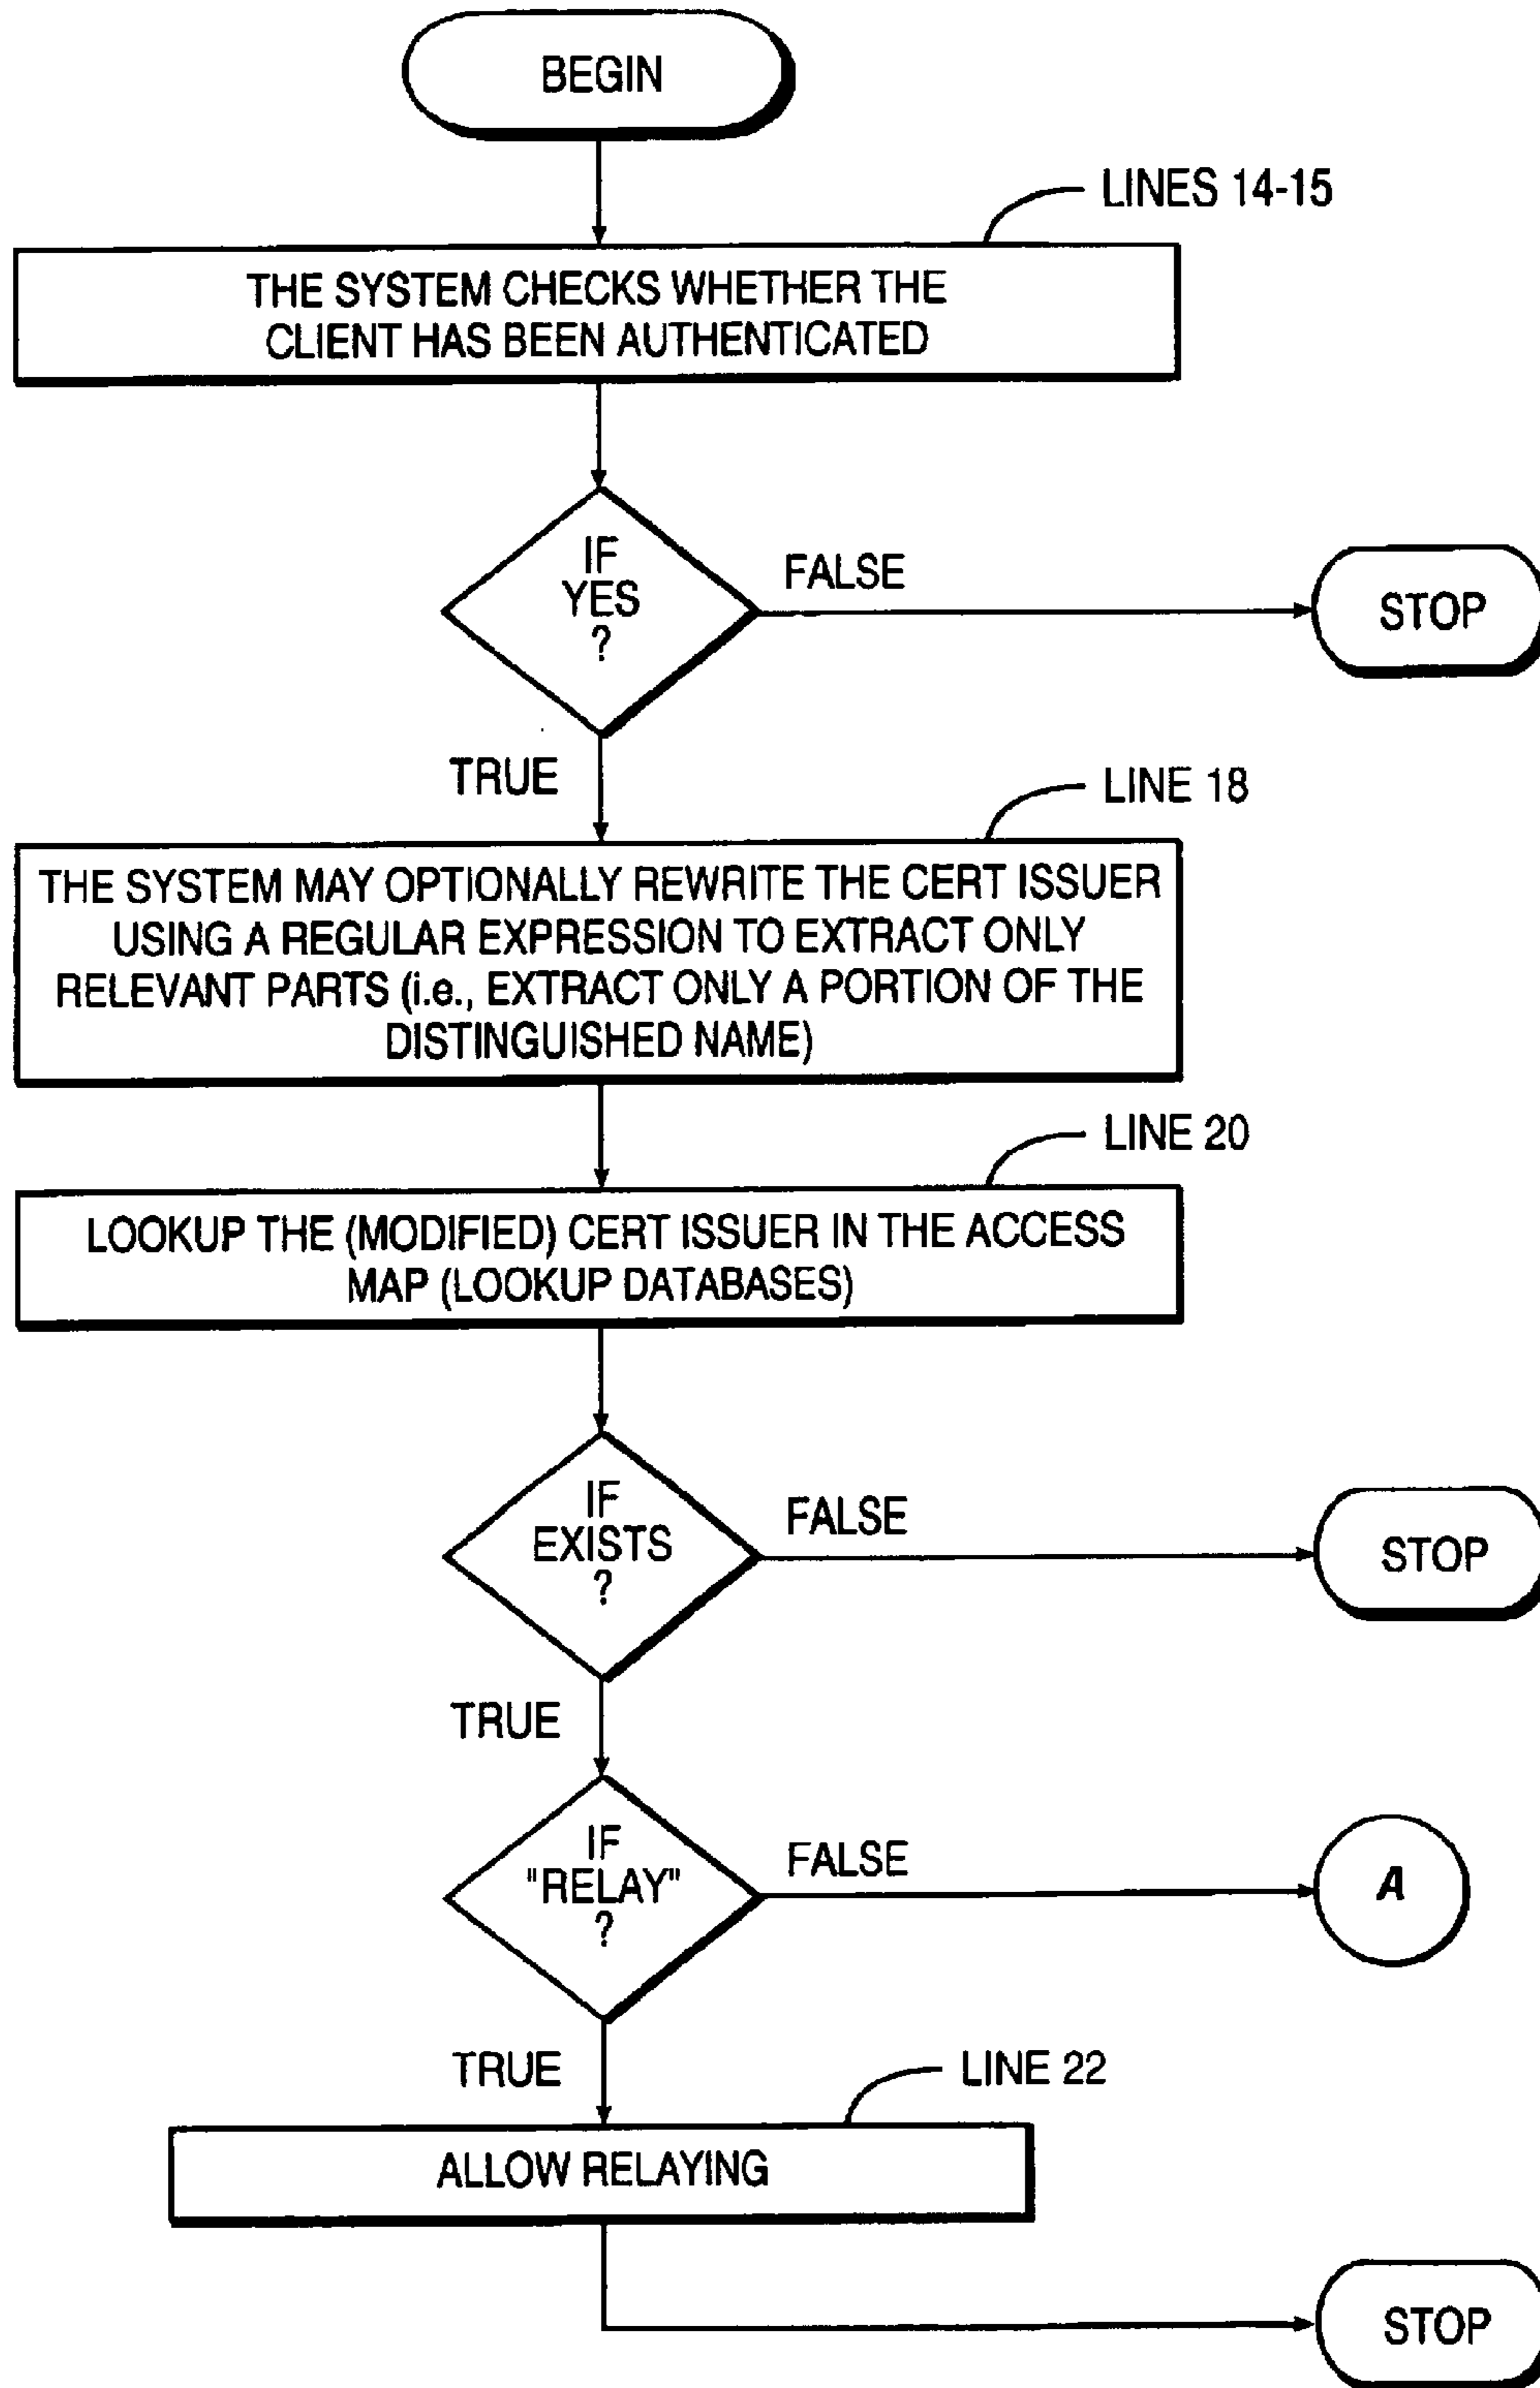 BEGIN
LINES 14-15
THE SYSTEM CHECKS WHETHER THE
CLIENT HAS BEEN AUTHENTICATED
IF
YES
?
FALSE
STOP
TRUE
LINE 18
THE SYSTEM MAY OPTIONALLY REWRITE THE CERT ISSUER
USING A REGULAR EXPRESSION TO EXTRACT ONLY
RELEVANT PARTS (i.e., EXTRACT ONLY A PORTION OF THE
DISTINGUISHED NAME)
LINE 20
LOOKUP THE (MODIFIED) CERT ISSUER IN THE ACCESS
MAP (LOOKUP DATABASES)
IF
EXISTS
?
FALSE
STOP
TRUE
IF
"RELAY"
?
FALSE
A
TRUE
LINE 22
ALLOW RELAYING
STOP